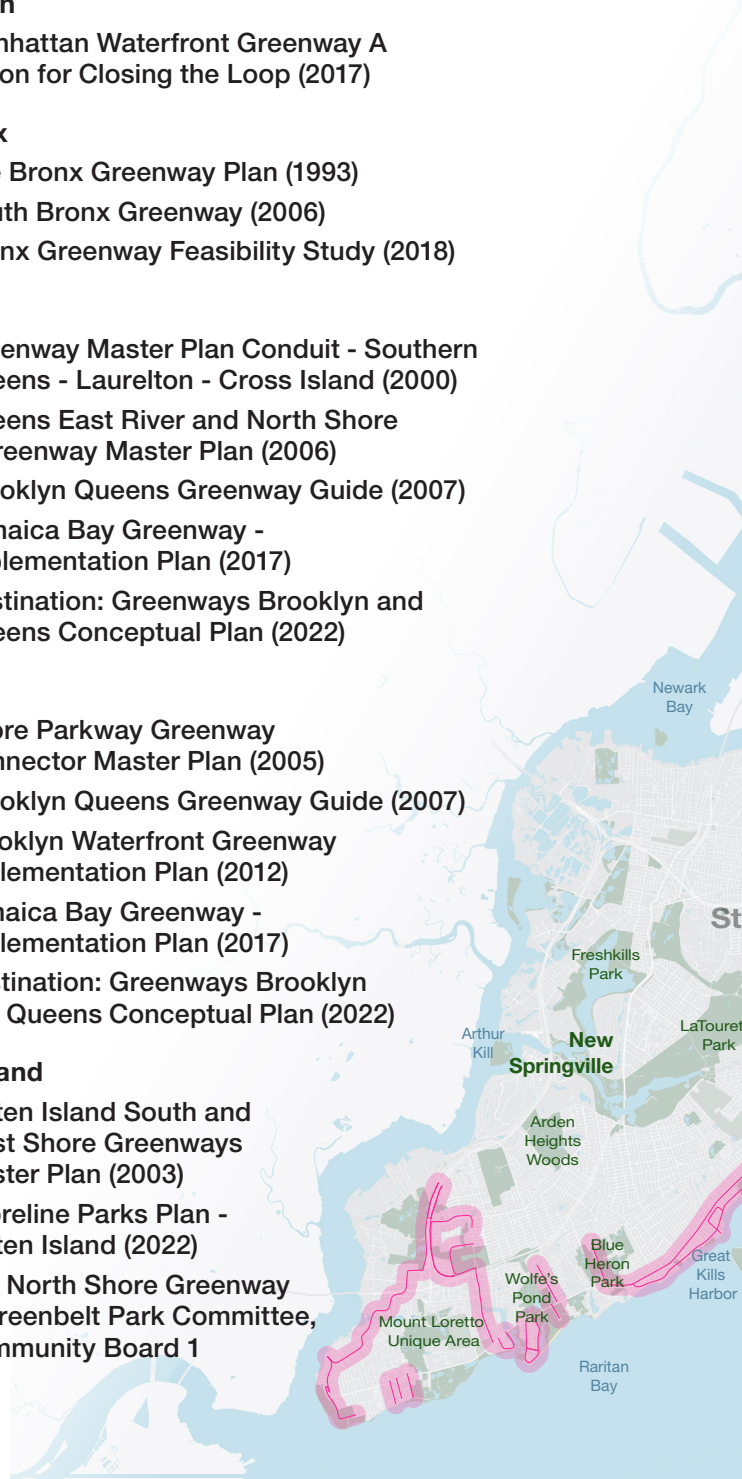 n
nhattan Waterfront Greenway A
on for Closing the Loop (2017)
x
e Bronx Greenway Plan (1993)
uth Bronx Greenway (2006)
nx Greenway Feasibility Study (2018)
enway Master Plan Conduit - Southern
eens - Laurelton - Cross Island (2000)
eens East River and North Shore
reenway Master Plan (2006)
oklyn Queens Greenway Guide (2007)
naica Bay Greenway -
plementation Plan (2017)
stination: Greenways Brooklyn and
eens Conceptual Plan (2022)
ore Parkway Greenway
nnector Master Plan (2005)
oklyn Queens Greenway Guide (2007)
oklyn Waterfront Greenway
lementation Plan (2012)
naica Bay Greenway -
lementation Plan (2017)
stination: Greenways Brooklyn
Queens Conceptual Plan (2022)
and
ten Island South and
st Shore Greenways
ster Plan (2003)
reline Parks Plan -
ten Island (2022)
North Shore Greenway
reenbelt Park Committee,
mmunity Board 1
Newark
Bay
St
Freshkills
Park
LaTouret
Park
Arthur
Kill
New
Springville
Arden
Heights
Woods
Blue
Heron
Park
Great
Kills
Harbor
Wolfe's
Pond
Park
Mount Loretto
Unique Area
Raritan
Bay